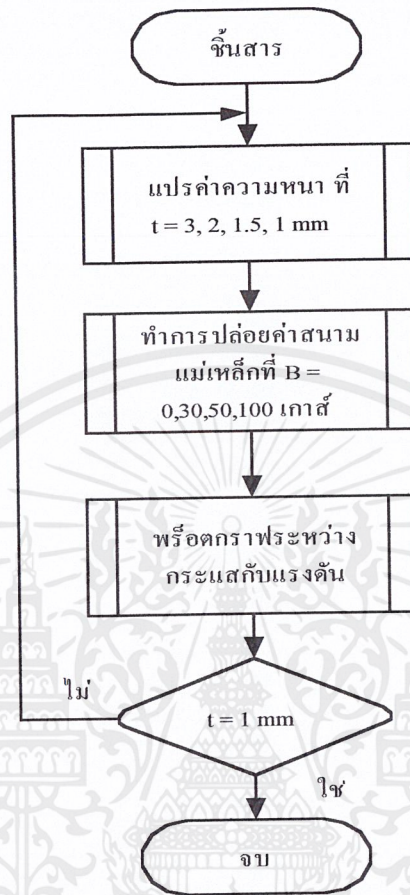 ชิ้นสาร
แปรค่าความหนา ที่
t = 3, 2, 1.5, 1 mm
ทำการปล่อยค่าสนาม
แม่เหล็กที่ B =
0,30,50,100 เกาส์
พร็อตกราฟระหว่าง
กระแสกับแรงดัน
ไม่
t = 1 mm
ใช่
จบ